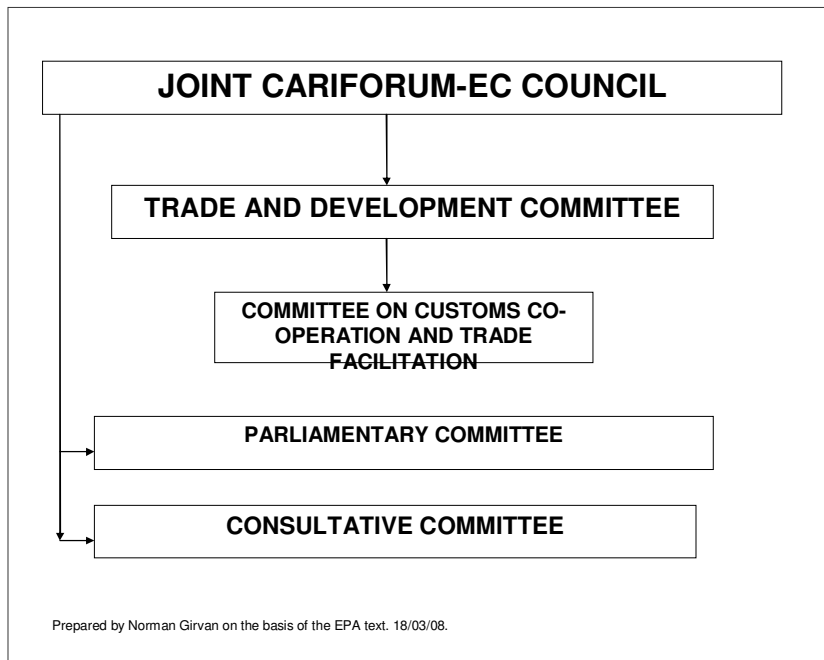 JOINT CARIFORUM-EC COUNCIL
TRADE AND DEVELOPMENT COMMITTEE
COMMITTEE ON CUSTOMS CO-
OPERATION AND TRADE
FACILITATION
PARLIAMENTARY COMMITTEE
CONSULTATIVE COMMITTEE
Prepared by Norman Girvan on the basis of the EPA text. 18/03/08.